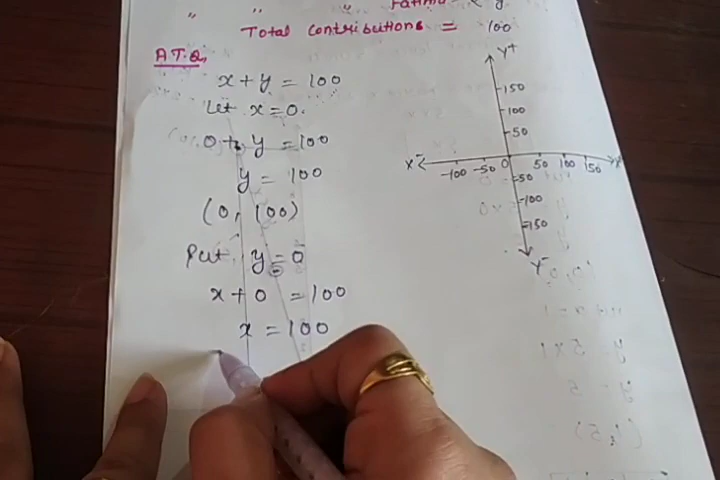 " " " Fatima = y
Total Contributions = 100
A.T.Q,
x + y = 100
Let x = 0.
0 + y = 100
y = 100
(0, 100)
Put y = 0
x + 0 = 100
x = 100
Y+
150
100
50
X- -100 -50 0 50 100 150 X
-50
-100
-150
Y-